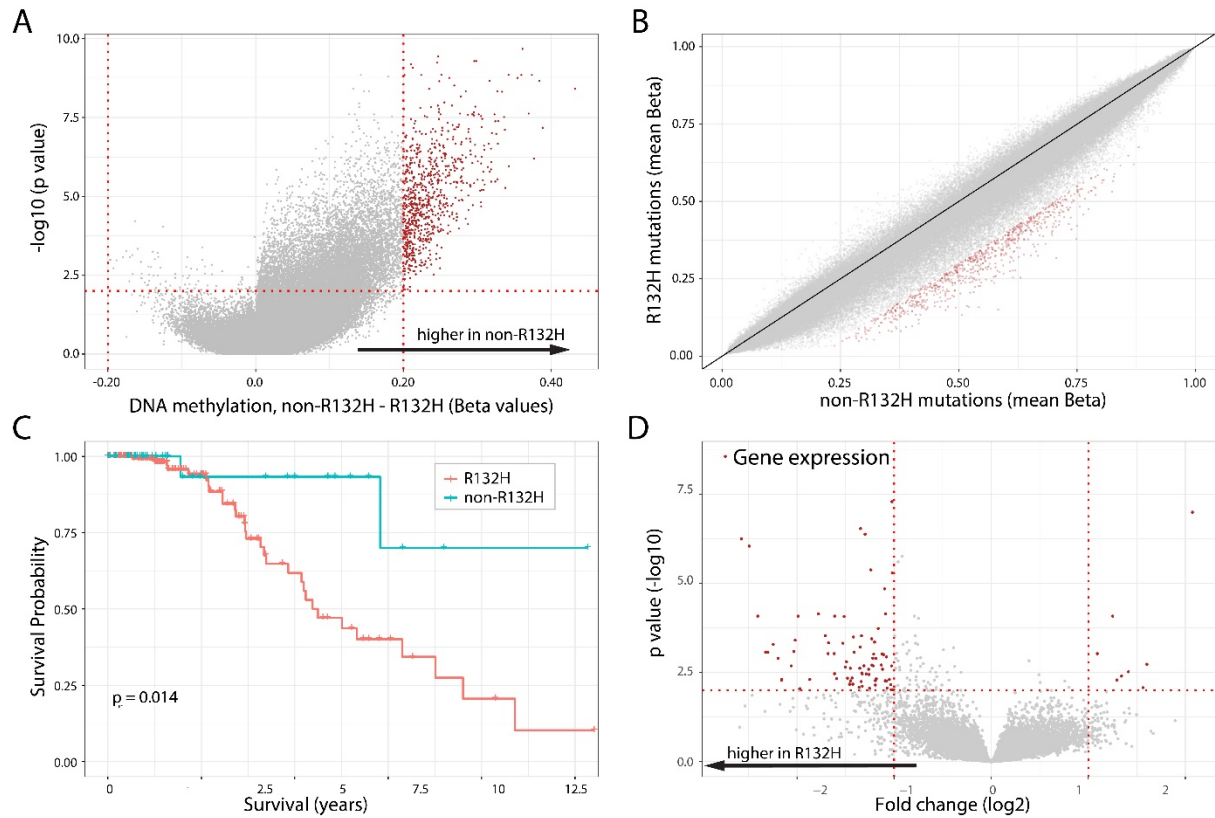 A
10.0
7.5
5.0
2.5
0.0
-log10 (p value)
higher in non-R132H
-0.20
0.0
0.20
0.40
DNA methylation, non-R132H - R132H (Beta values)
B
1.00
0.75
0.50
0.25
0.00
R132H mutations (mean Beta)
0.00
0.25
0.50
0.75
1.00
non-R132H mutations (mean Beta)
C
1.00
0.75
0.50
0.25
0.00
Survival Probability
R132H
non-R132H
p = 0.014
0.0
2.5
5.0
7.5
10.0
12.5
Survival (years)
D
Gene expression
7.5
5.0
2.5
0.0
p value (-log10)
higher in R132H
-2
-1
0
1
2
Fold change (log2)